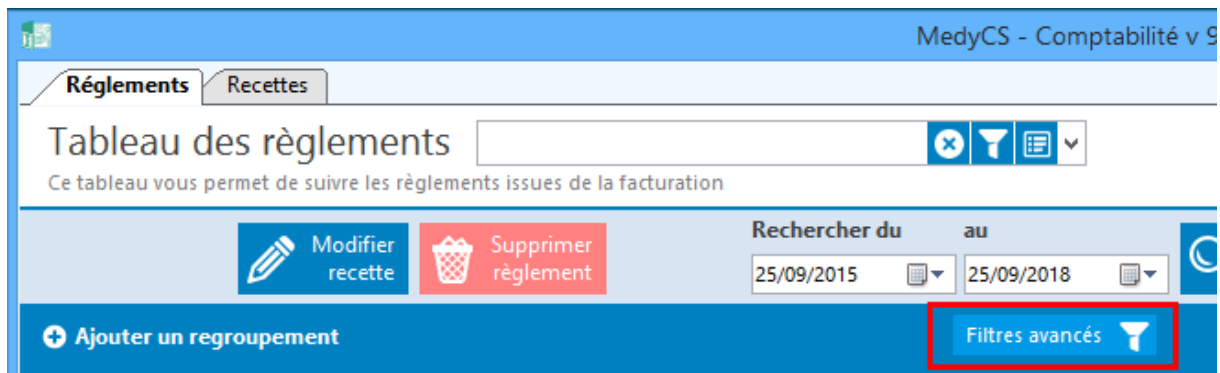 MedyCS - Comptabilité v 9
Réglements
Recettes
Tableau des règlements
Ce tableau vous permet de suivre les règlements issues de la facturation
Modifier
recette
Supprimer
règlement
Rechercher du
au
25/09/2015
25/09/2018
Ajouter un regroupement
Filtres avancés